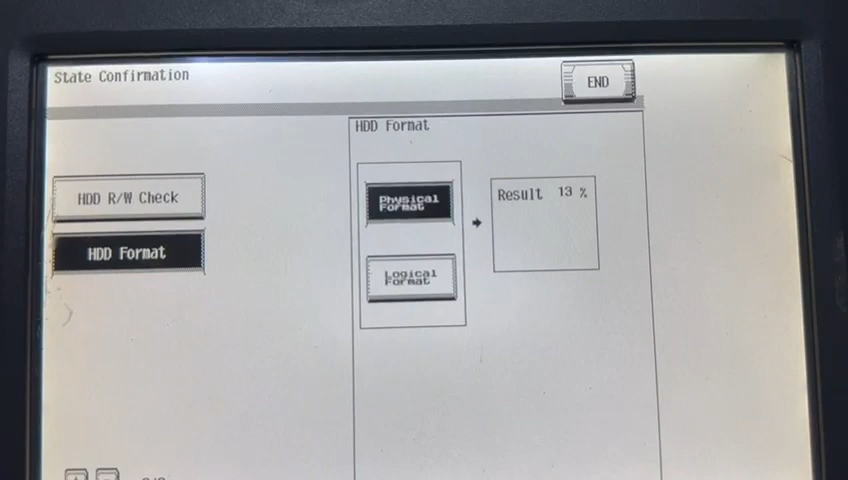 State Confirmation
END
HDD Format
HDD R/W Check
HDD Format
Physical
Format
Result 13 %
Logical
Format